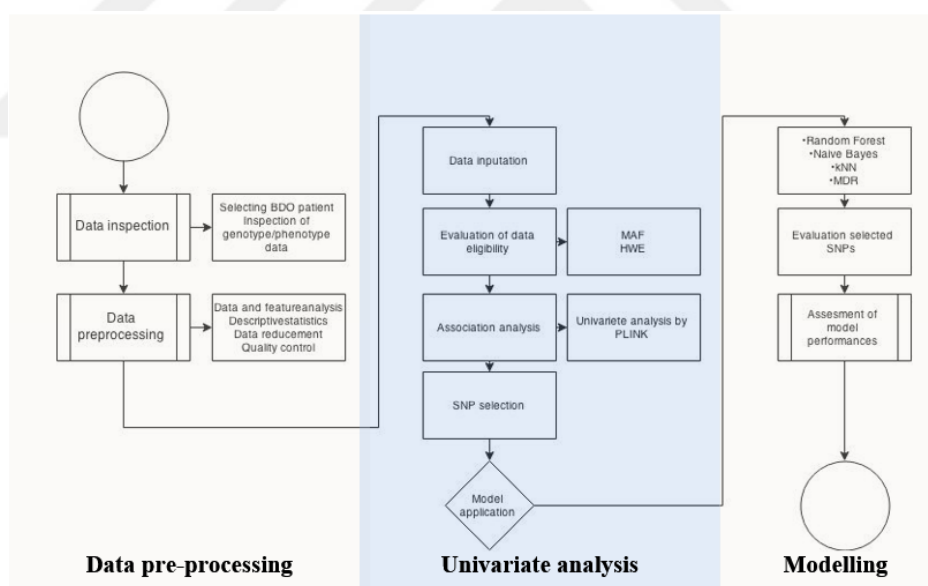 Data inspection
Selecting BDO patient
Inspection of
genotype/phenotype
data
Data
preprocessing
Data and featureanalysis
Descriptivestatistics
Data reducement
Quality control
Data pre-processing
Data inputation
Evaluation of data
eligibility
MAF
HWE
Association analysis
Univariete analysis by
PLINK
SNP selection
Model
application
Univariate analysis
•Random Forest
•Naive Bayes
•kNN
•MDR
Evaluation selected
SNPs
Assesment of
model
performances
Modelling